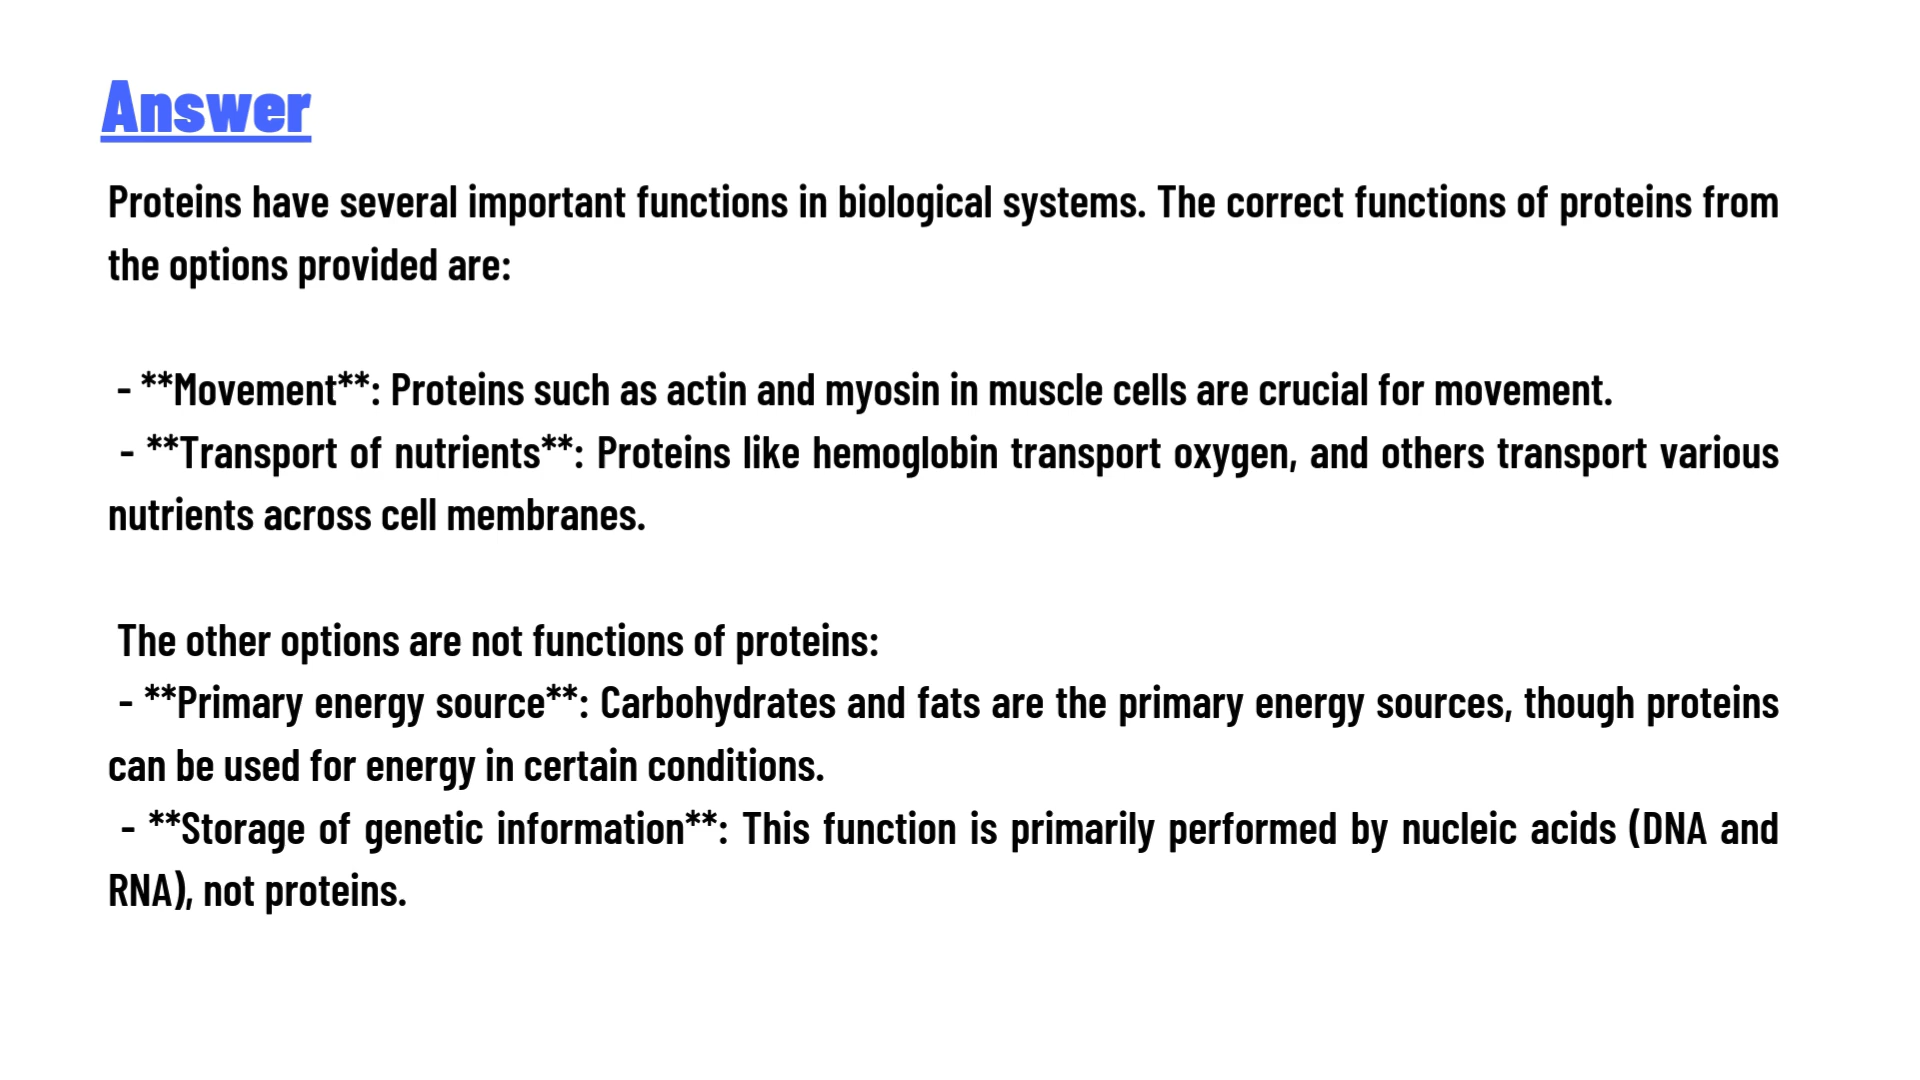 Answer
Proteins have several important functions in biological systems. The correct functions of proteins from
the options provided are:
- **Movement**: Proteins such as actin and myosin in muscle cells are crucial for movement.
- **Transport of nutrients**: Proteins like hemoglobin transport oxygen, and others transport various
nutrients across cell membranes.
The other options are not functions of proteins:
- **Primary energy source**: Carbohydrates and fats are the primary energy sources, though proteins
can be used for energy in certain conditions.
- **Storage of genetic information**: This function is primarily performed by nucleic acids (DNA and
RNA), not proteins.